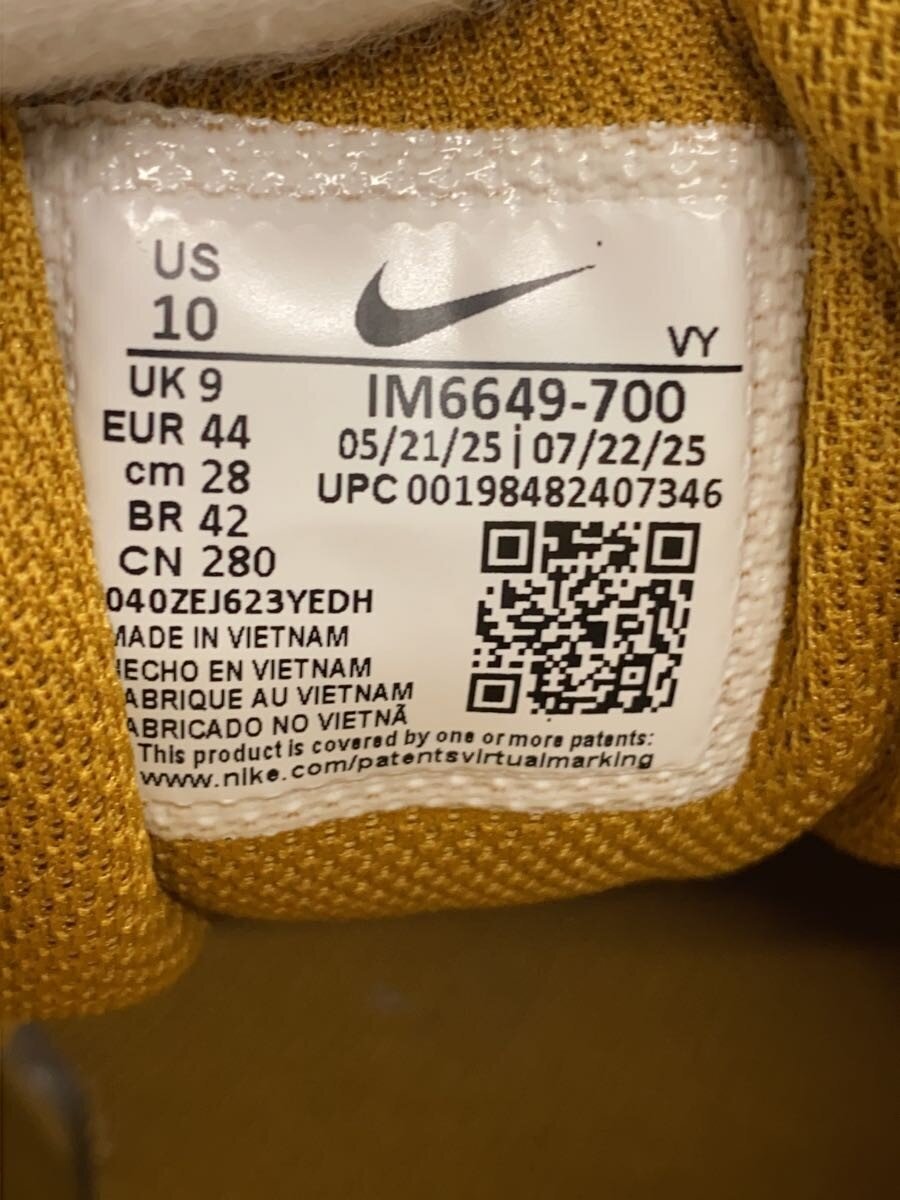 US
10
VY
UK 9
EUR 44
cm 28
BR 42
CN 280
IM6649-700
05/21/25 | 07/22/25
UPC 00198482407346
040ZEJ623YEDH
MADE IN VIETNAM
HECHO EN VIETNAM
FABRIQUE AU VIETNAM
FABRICADO NO VIETNÃ
This product is covered by one or more patents:
www.nike.com/patentsvirtualmarking